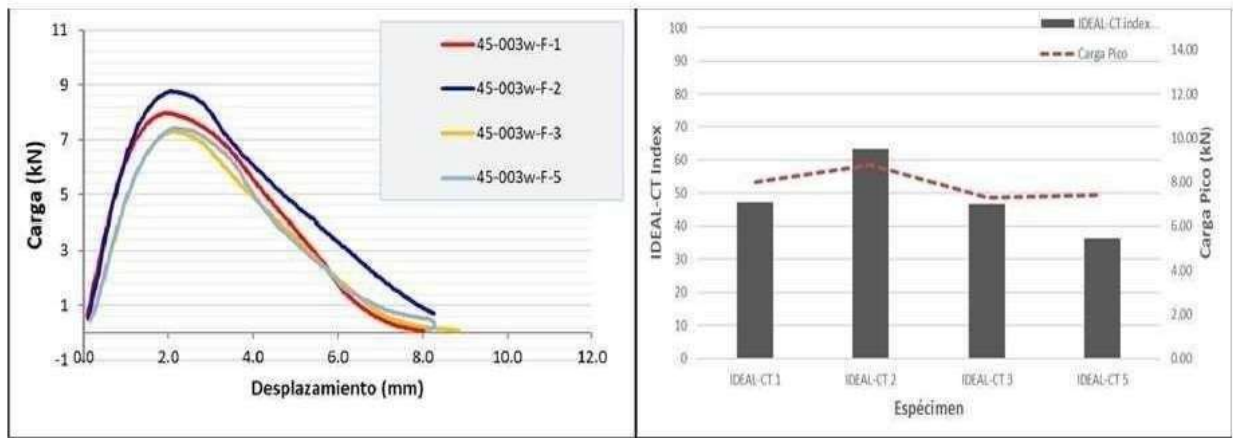 11
9
7
5
3
1
-1
Carga (kN)
0.0
2.0
4.0
6.0
8.0
10.0
12.0
Desplazamiento (mm)
45-003w-F-1
45-003w-F-2
45-003w-F-3
45-003w-F-5
100
90
80
70
60
50
40
30
20
10
0
IDEAL-CT Index
IDEAL-CT index...
Carga Pico
14.00
12.00
10.00
8.00
6.00
4.00
2.00
0.00
Carga Pico (kN)
IDEAL-CT 1
IDEAL-CT 2
IDEAL-CT 3
IDEAL-CT 5
Espécimen